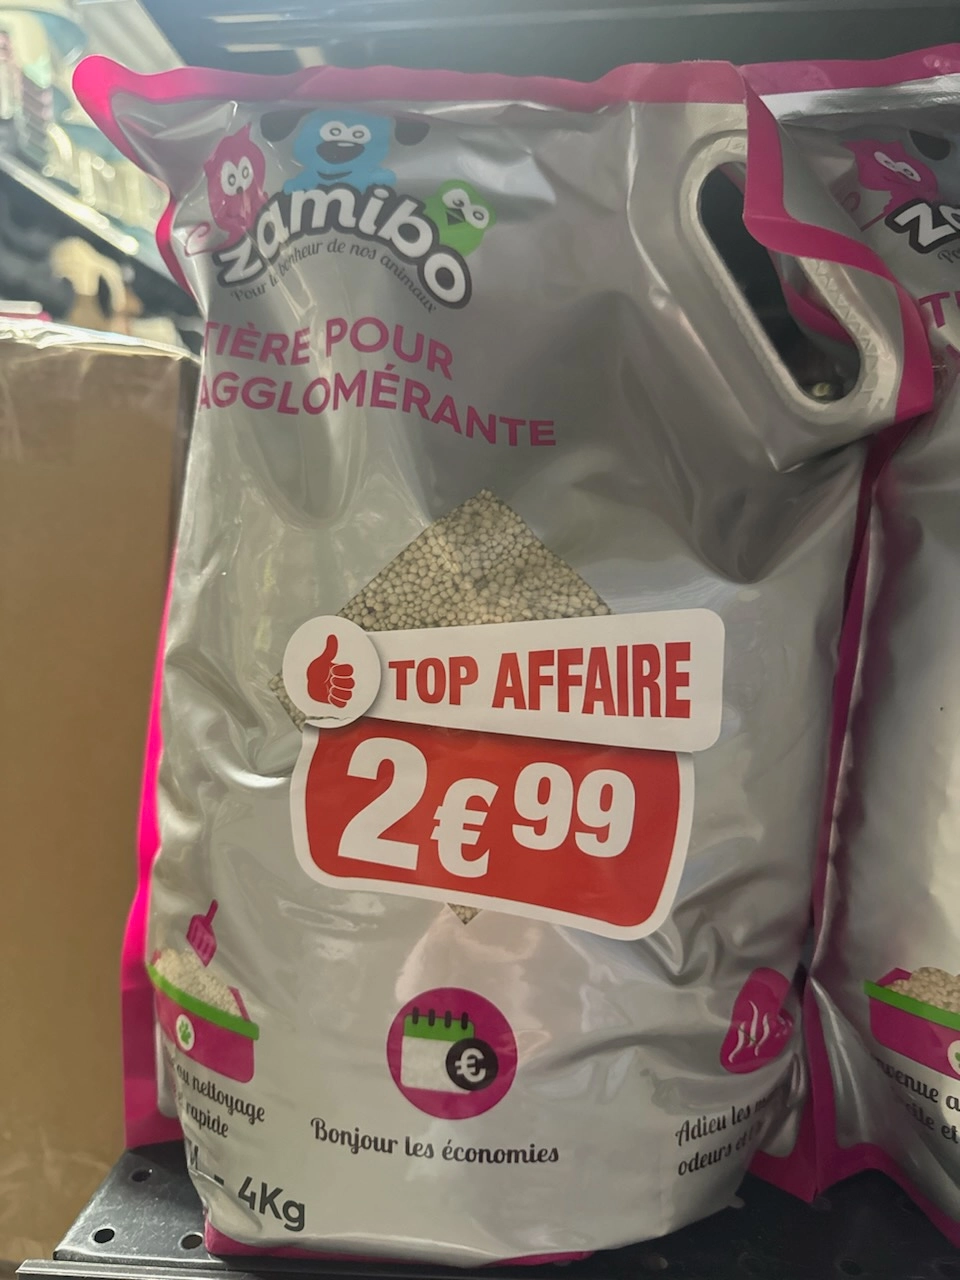 zamibo
Pour le bonheur de nos animaux
TIÈRE POUR
AGGLOMÉRANTE
TOP AFFAIRE
2€99
au nettoyage
rapide
€
Bonjour les économies
Adieu les
odeurs et
- 4Kg